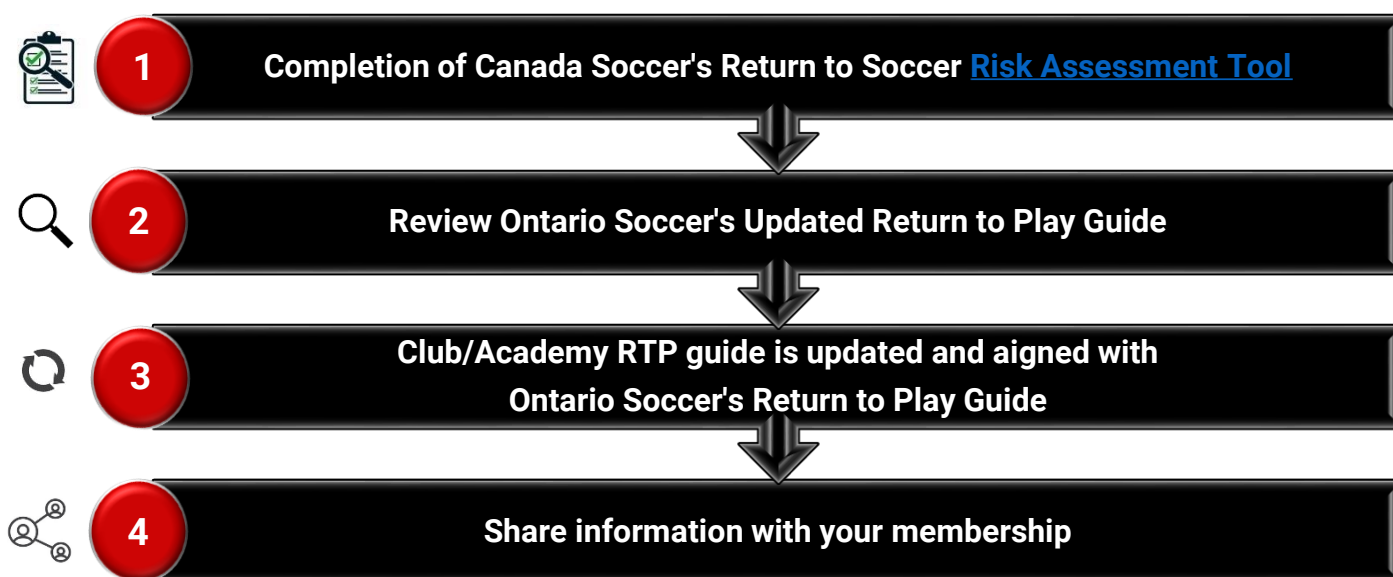 1
Completion of Canada Soccer's Return to Soccer Risk Assessment Tool
2
Review Ontario Soccer's Updated Return to Play Guide
3
Club/Academy RTP guide is updated and aigned with
Ontario Soccer's Return to Play Guide
4
Share information with your membership